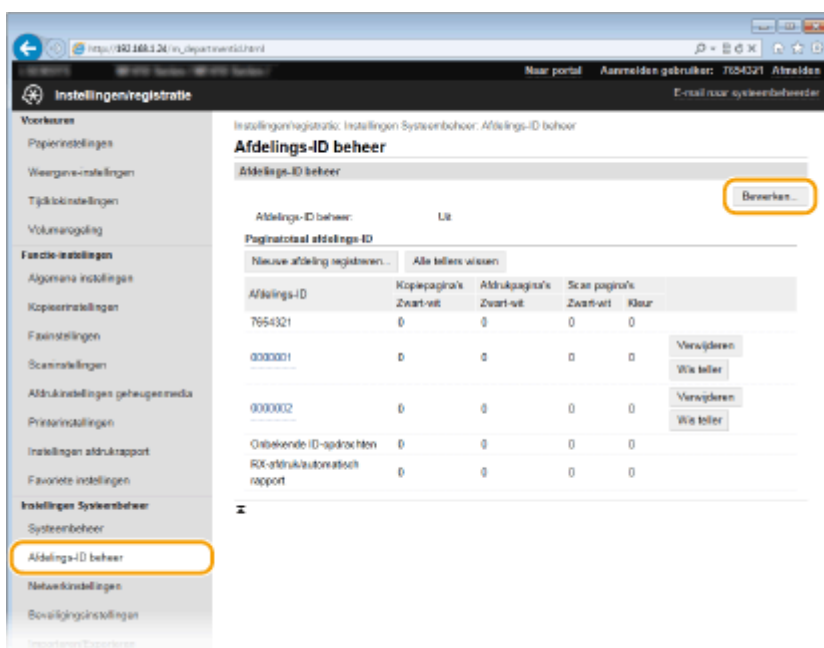 http://192.168.1.24/m_departmentid.html
Naar portal Aanmelden gebruiker: 7654321 Afmelden
Instellingen/registratie
E-mail naar systeembeheerder
Voorkeuren
Papierinstellingen
Weergave-instellingen
Tijdklokinstellingen
Volumeregeling
Functie-instellingen
Algemene instellingen
Kopieerinstellingen
Faxinstellingen
Scaninstellingen
Afdrukinstellingen geheugenmedia
Printerinstellingen
Instellingen afdrukrapport
Favoriete instellingen
Instellingen Systeembeheer
Systeembeheer
Afdelings-ID beheer
Netwerkinstellingen
Beveiligingsinstellingen
Importeren/Exporteren
Instellingen/registratie: Instellingen Systeembeheer: Afdelings-ID beheer
Afdelings-ID beheer
Afdelings-ID beheer
Bewerken...
Afdelings-ID beheer: Uit
Paginatotaal afdelings-ID
Nieuwe afdeling registreren... Alle tellers wissen
Afdelings-ID Kopiepagina's Afdrukpagina's Scan pagina's
Zwart-wit Zwart-wit Zwart-wit Kleur
7654321 0 0 0 0
0000001 0 0 0 0 Verwijderen
Wis teller
0000002 0 0 0 0 Verwijderen
Wis teller
Onbekende ID-opdrachten 0 0 0 0
RX-afdruk/automatisch
rapport 0 0 0 0